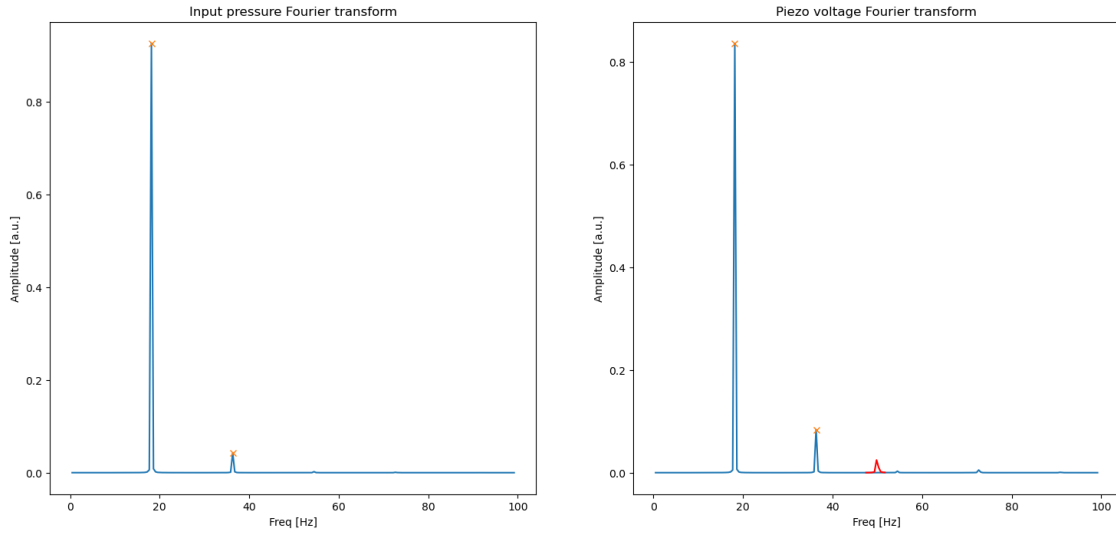 Input pressure Fourier transform
Amplitude [a.u.]
0.8
0.6
0.4
0.2
0.0
0 20 40 60 80 100
Freq [Hz]
Piezo voltage Fourier transform
Amplitude [a.u.]
0.8
0.6
0.4
0.2
0.0
0 20 40 60 80 100
Freq [Hz]